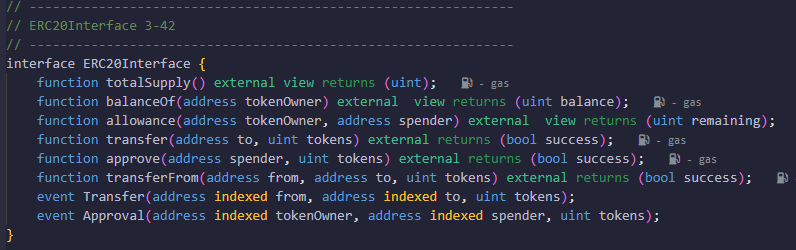 // ----------------------------------------------------------------
// ERC20Interface 3-42
// ----------------------------------------------------------------
interface ERC20Interface {
    function totalSupply() external view returns (uint);   - gas
    function balanceOf(address tokenOwner) external  view returns (uint balance);   - gas
    function allowance(address tokenOwner, address spender) external  view returns (uint remaining);
    function transfer(address to, uint tokens) external returns (bool success);   - gas
    function approve(address spender, uint tokens) external returns (bool success);   - gas
    function transferFrom(address from, address to, uint tokens) external returns (bool success);
    event Transfer(address indexed from, address indexed to, uint tokens);
    event Approval(address indexed tokenOwner, address indexed spender, uint tokens);
}